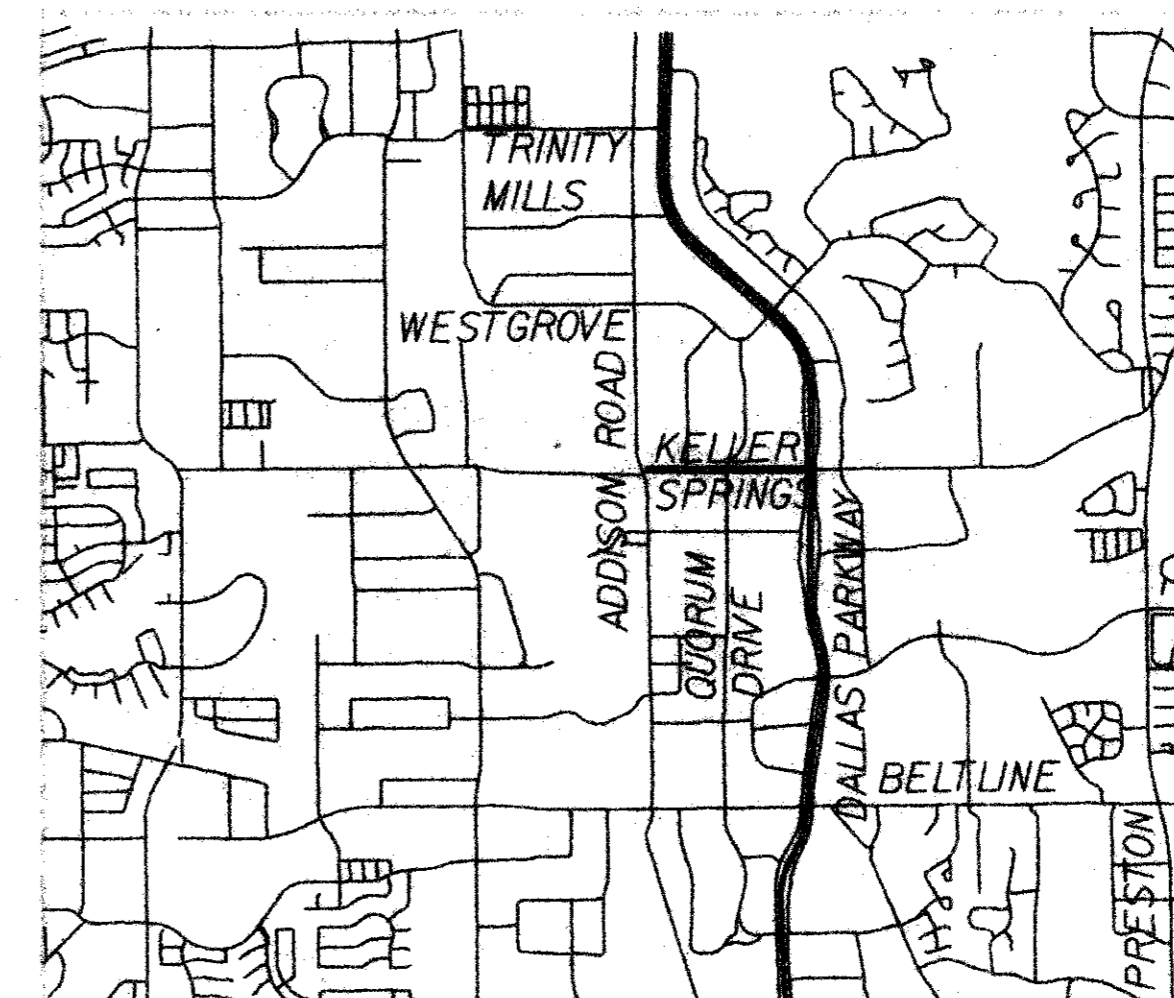 TRINITY
MILLS
WESTGROVE
ADDISON ROAD
KELLER
SPRINGS
QUORUM
DRIVE
DALLAS PARKWAY
BELTLINE
PRESTON